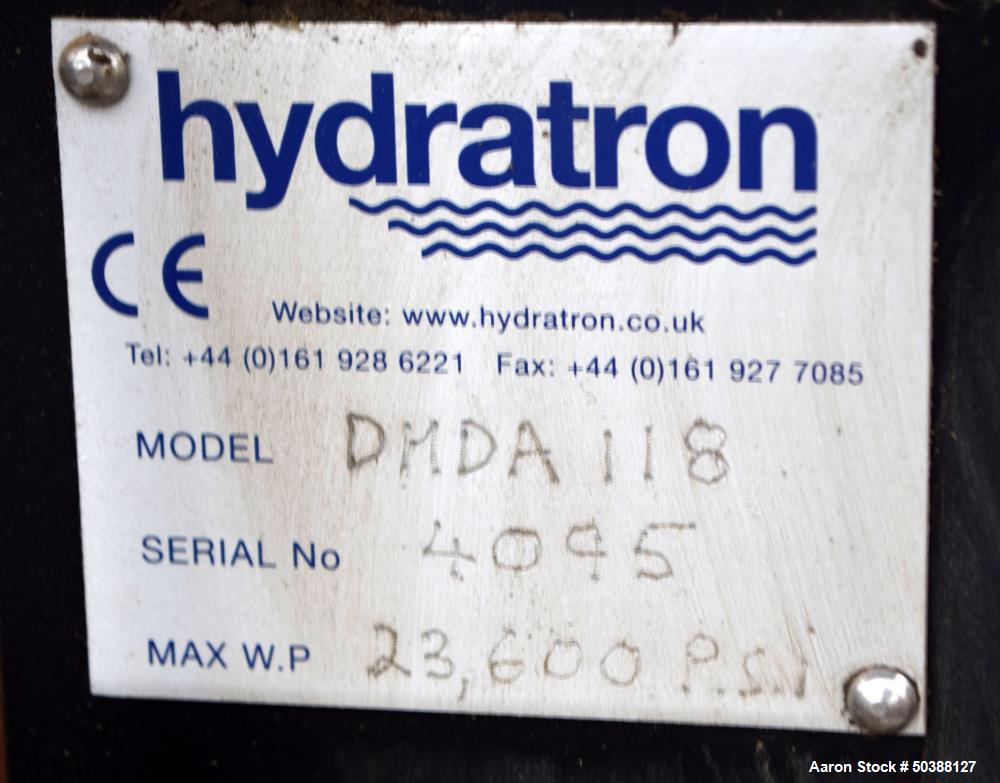 hydratron
CE
Website: www.hydratron.co.uk
Tel: +44 (0)161 928 6221 Fax: +44 (0)161 927 7085
MODEL DMDA 118
SERIAL No 4095
MAX W.P 23,600 P.S.i
Aaron Stock # 50388127